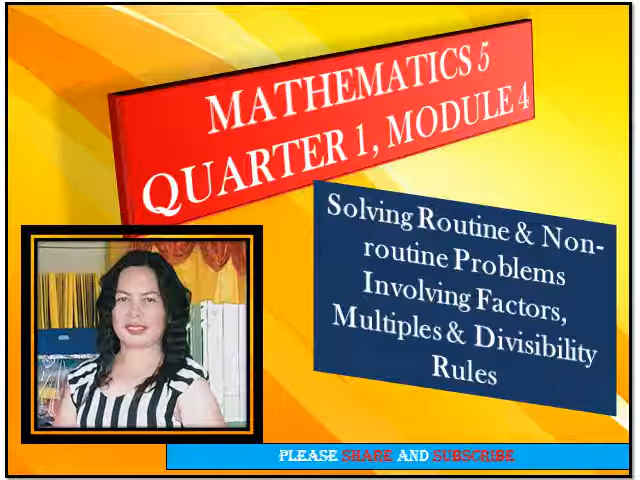 MATHEMATICS 5
QUARTER 1, MODULE 4
Solving Routine & Non-
routine Problems
Involving Factors,
Multiples & Divisibility
Rules
PLEASE SHARE AND SUBSCRIBE